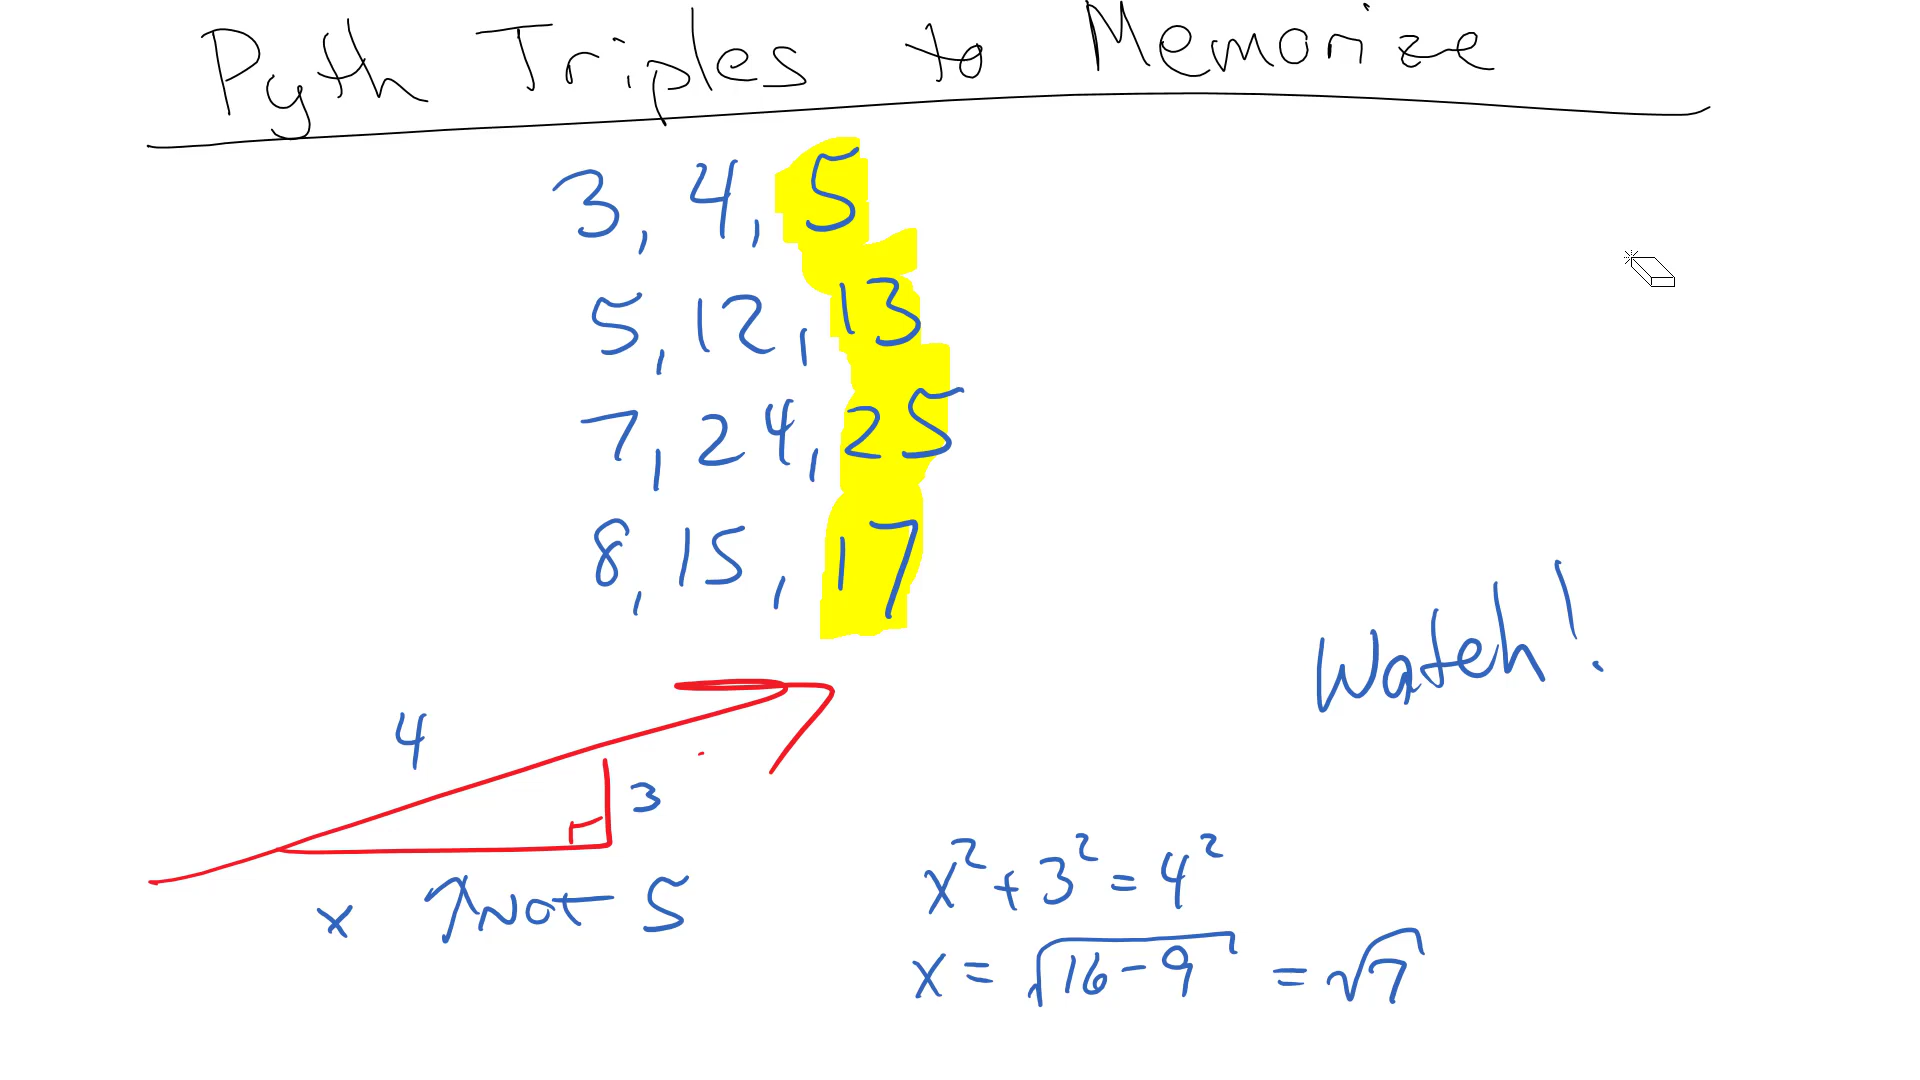 Pyth Triples to Memorize
3, 4, 5
5, 12, 13
7, 24, 25
8, 15, 17
Watch!
4
3
x Not 5
x² + 3² = 4²
x = √16-9 = √7